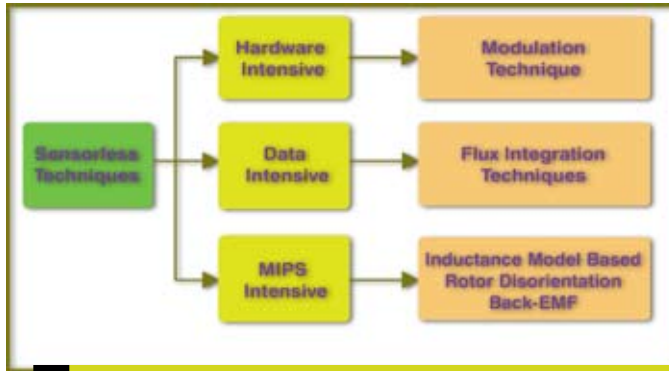 Sensorless
Techniques
Hardware
Intensive
Modulation
Technique
Data
Intensive
Flux Integration
Techniques
MIPS
Intensive
Inductance Model Based
Rotor Disorientation
Back-EMF